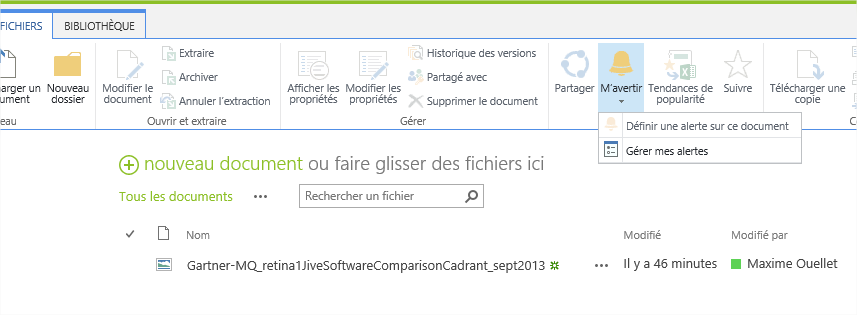 FICHIERS BIBLIOTHÈQUE
Extraire Historique des versions
Archiver Partagé avec
harger un Nouveau Modifier le Annuler l'extraction Afficher les Modifier les Supprimer le document Partager M'avertir Tendances de Suivre Télécharger une
ument dossier document propriétés propriétés popularité copie
eau Ouvrir et extraire Gérer Co
Définir une alerte sur ce document
Gérer mes alertes
nouveau document ou faire glisser des fichiers ici
Tous les documents ... Rechercher un fichier
Nom Modifié Modifié par
Gartner-MQ_retina1JiveSoftwareComparisonCadrant_sept2013 ... Il y a 46 minutes Maxime Ouellet